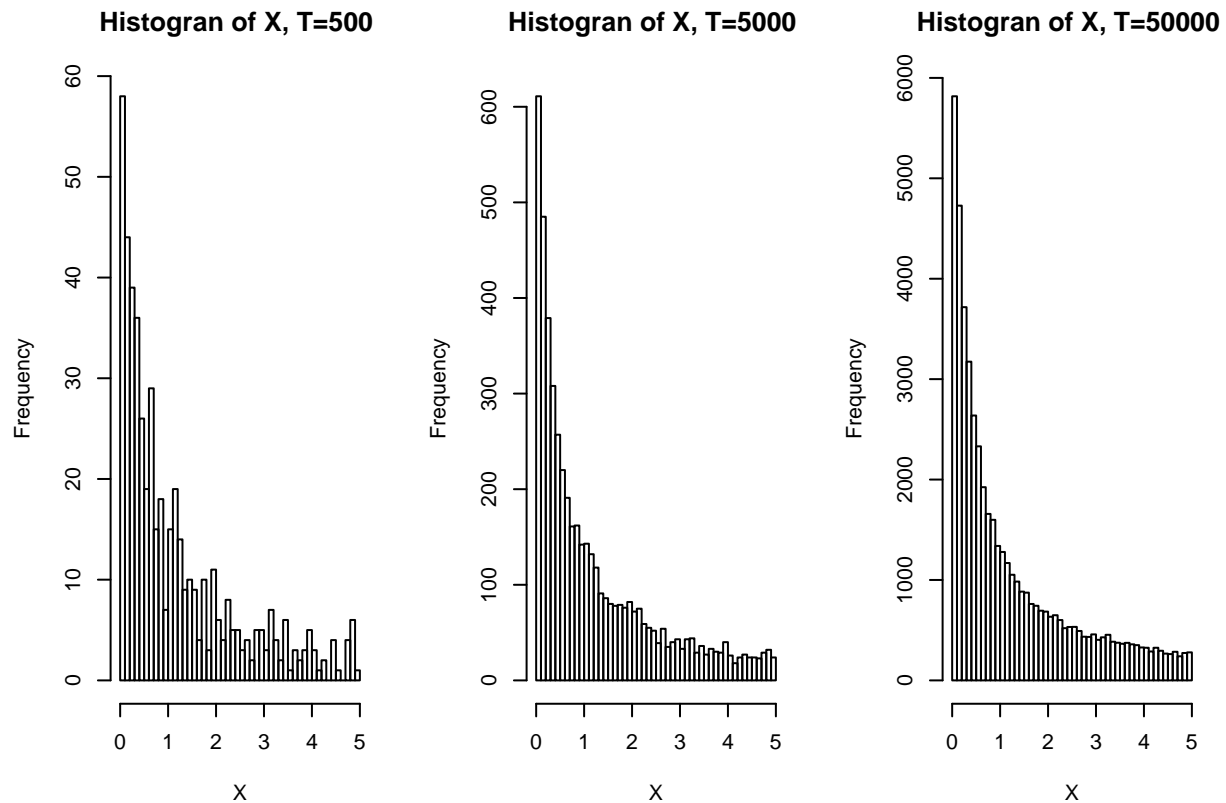 Histogran of X, T=500
Frequency
0
10
20
30
40
50
60
0 1 2 3 4 5
X
Histogran of X, T=5000
Frequency
0
100
200
300
400
500
600
0 1 2 3 4 5
X
Histogran of X, T=50000
Frequency
0
1000
2000
3000
4000
5000
6000
0 1 2 3 4 5
X